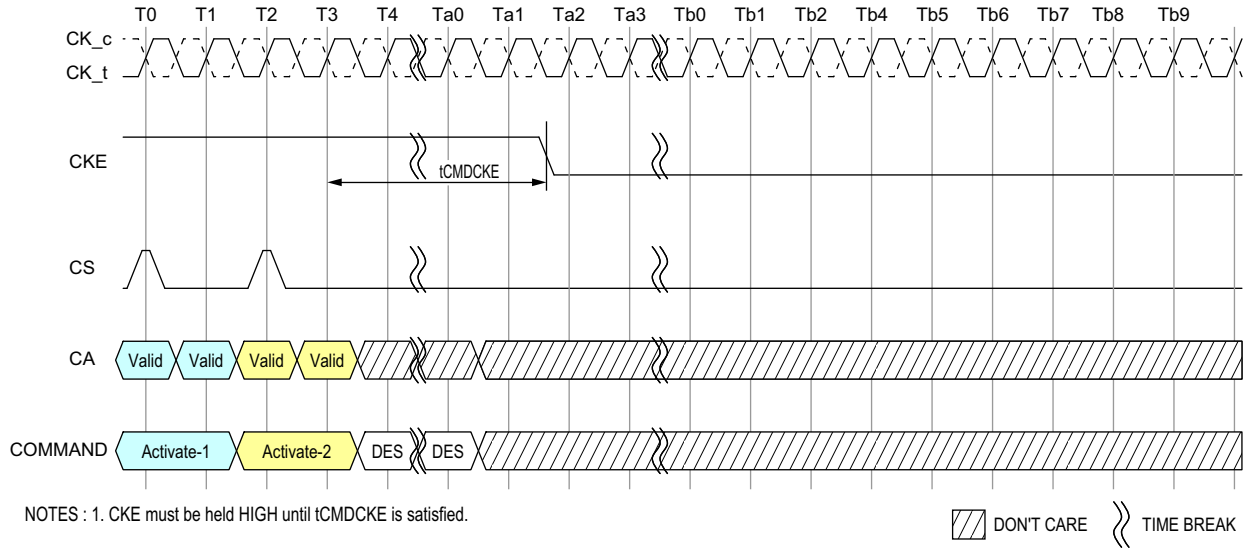 T0 T1 T2 T3 T4 Ta0 Ta1 Ta2 Ta3 Tb0 Tb1 Tb2 Tb4 Tb5 Tb6 Tb7 Tb8 Tb9
CK_c
CK_t
CKE
tCMDCKE
CS
CA Valid Valid Valid Valid
COMMAND Activate-1 Activate-2 DES DES
NOTES : 1. CKE must be held HIGH until tCMDCKE is satisfied.
DON'T CARE TIME BREAK